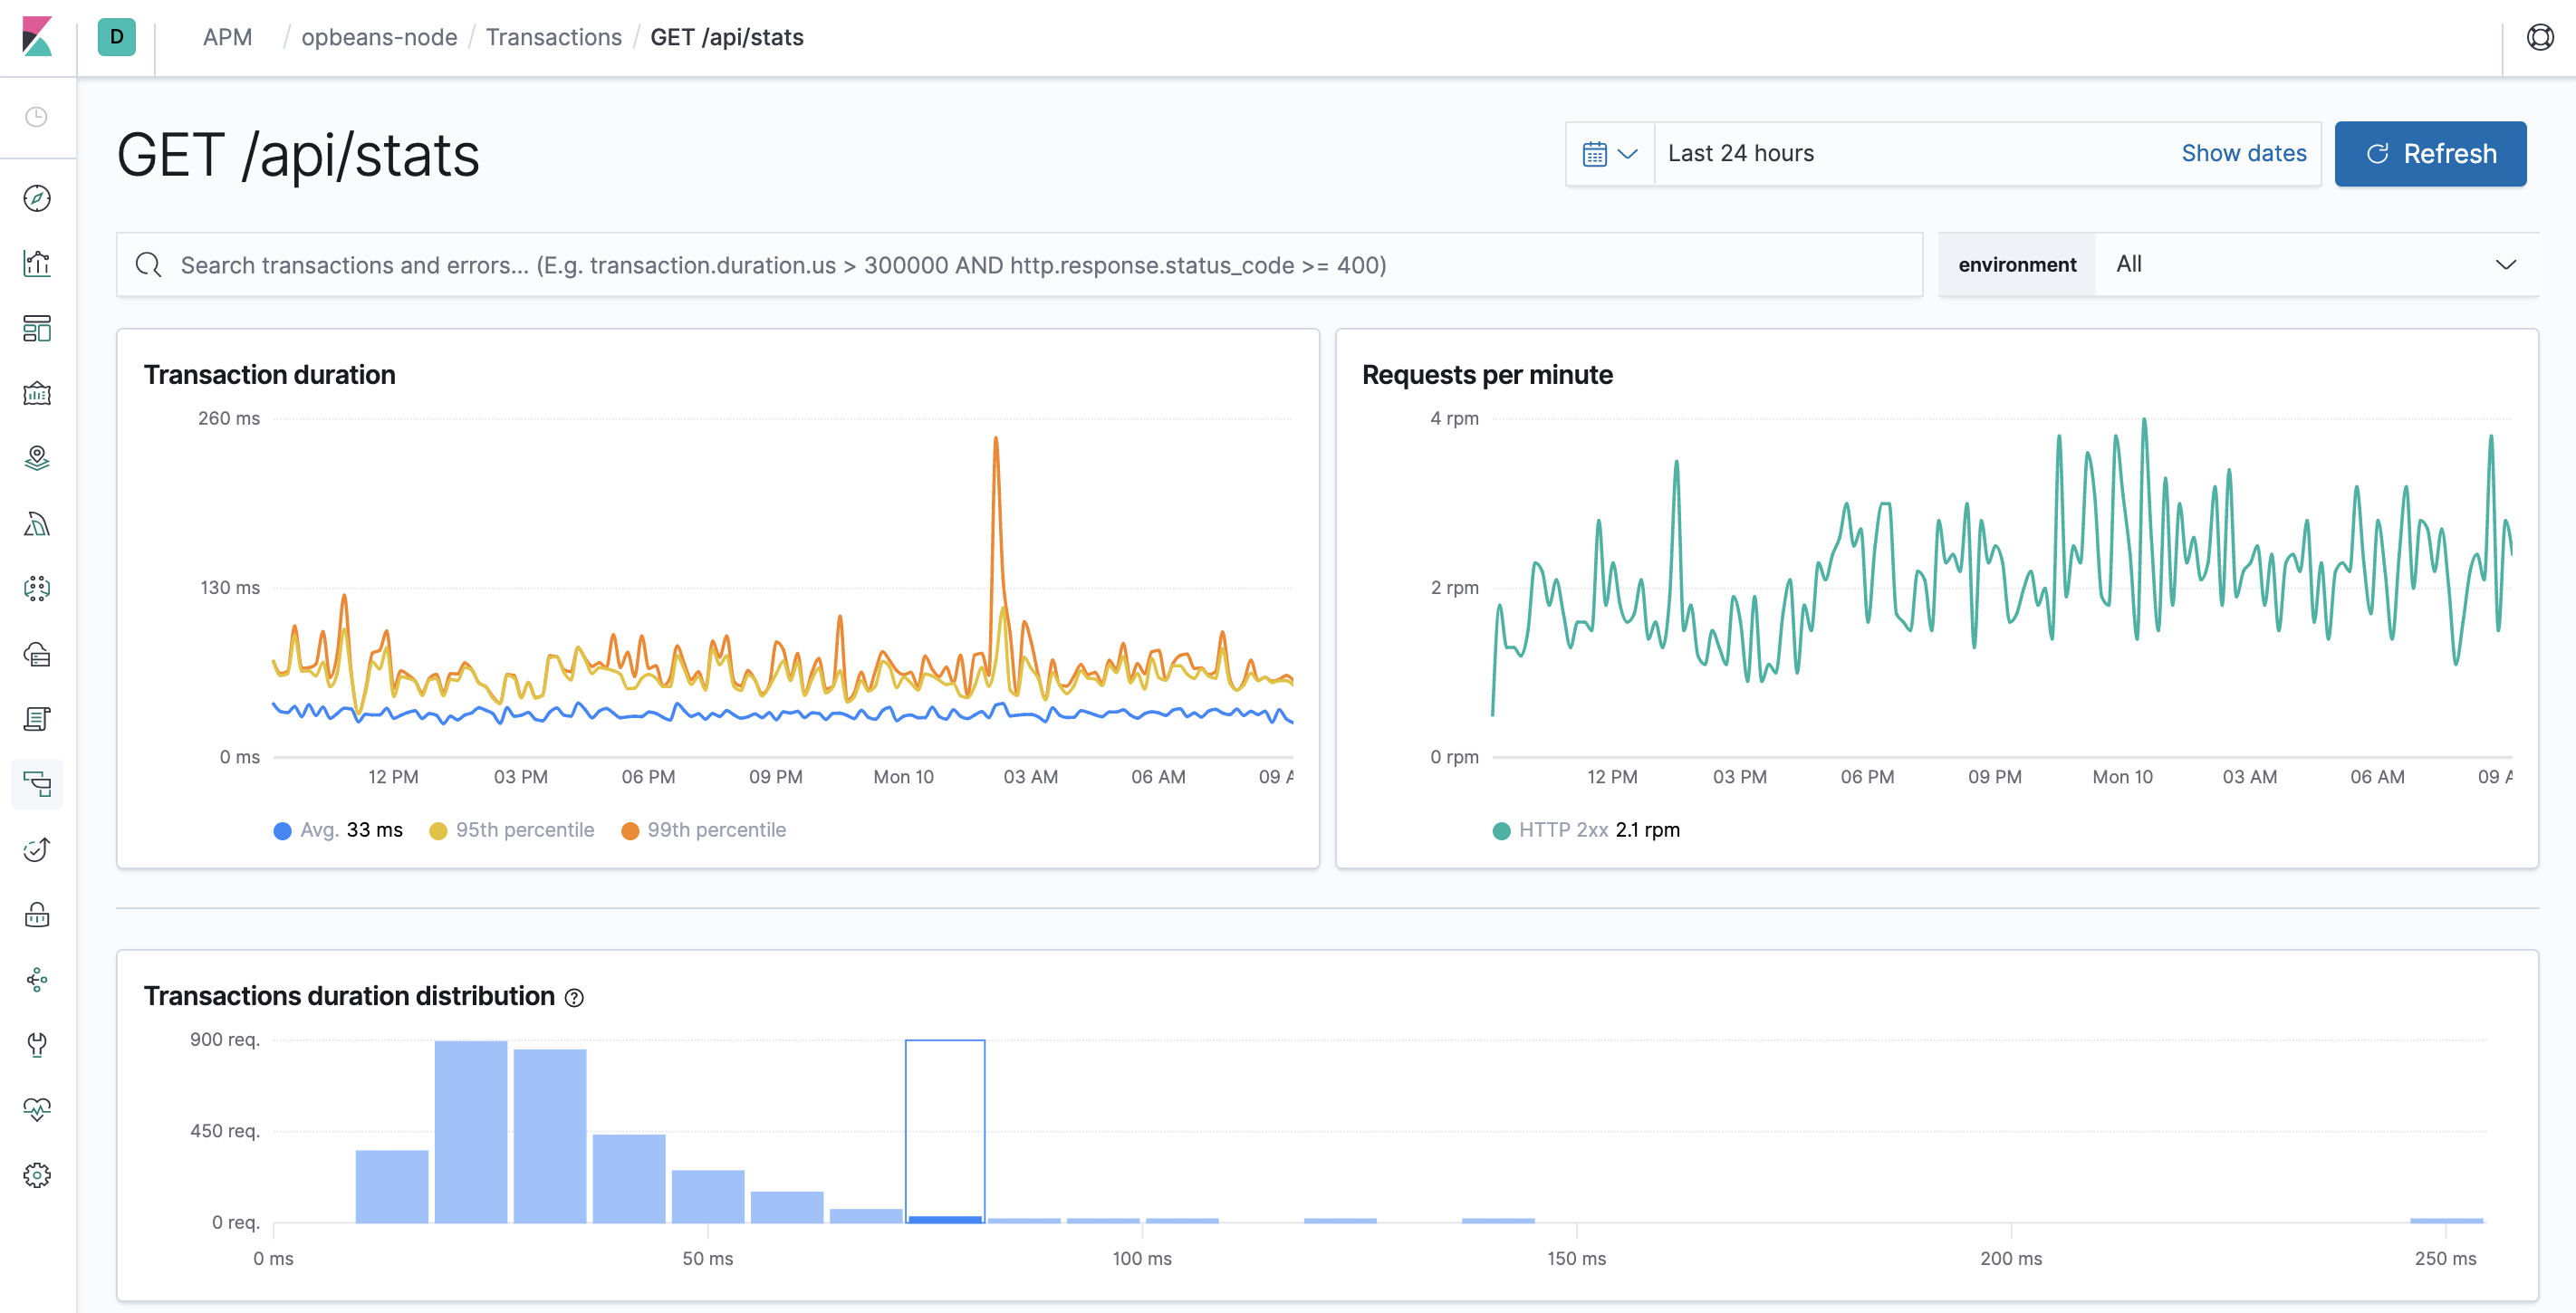 D APM / opbeans-node / Transactions / GET /api/stats
GET /api/stats
Last 24 hours Show dates Refresh
Search transactions and errors... (E.g. transaction.duration.us > 300000 AND http.response.status_code >= 400) environment All
Transaction duration
260 ms
130 ms
0 ms
12 PM 03 PM 06 PM 09 PM Mon 10 03 AM 06 AM 09 A
Avg. 33 ms 95th percentile 99th percentile
Requests per minute
4 rpm
2 rpm
0 rpm
12 PM 03 PM 06 PM 09 PM Mon 10 03 AM 06 AM 09 A
HTTP 2xx 2.1 rpm
Transactions duration distribution
900 req.
450 req.
0 req.
0 ms 50 ms 100 ms 150 ms 200 ms 250 ms